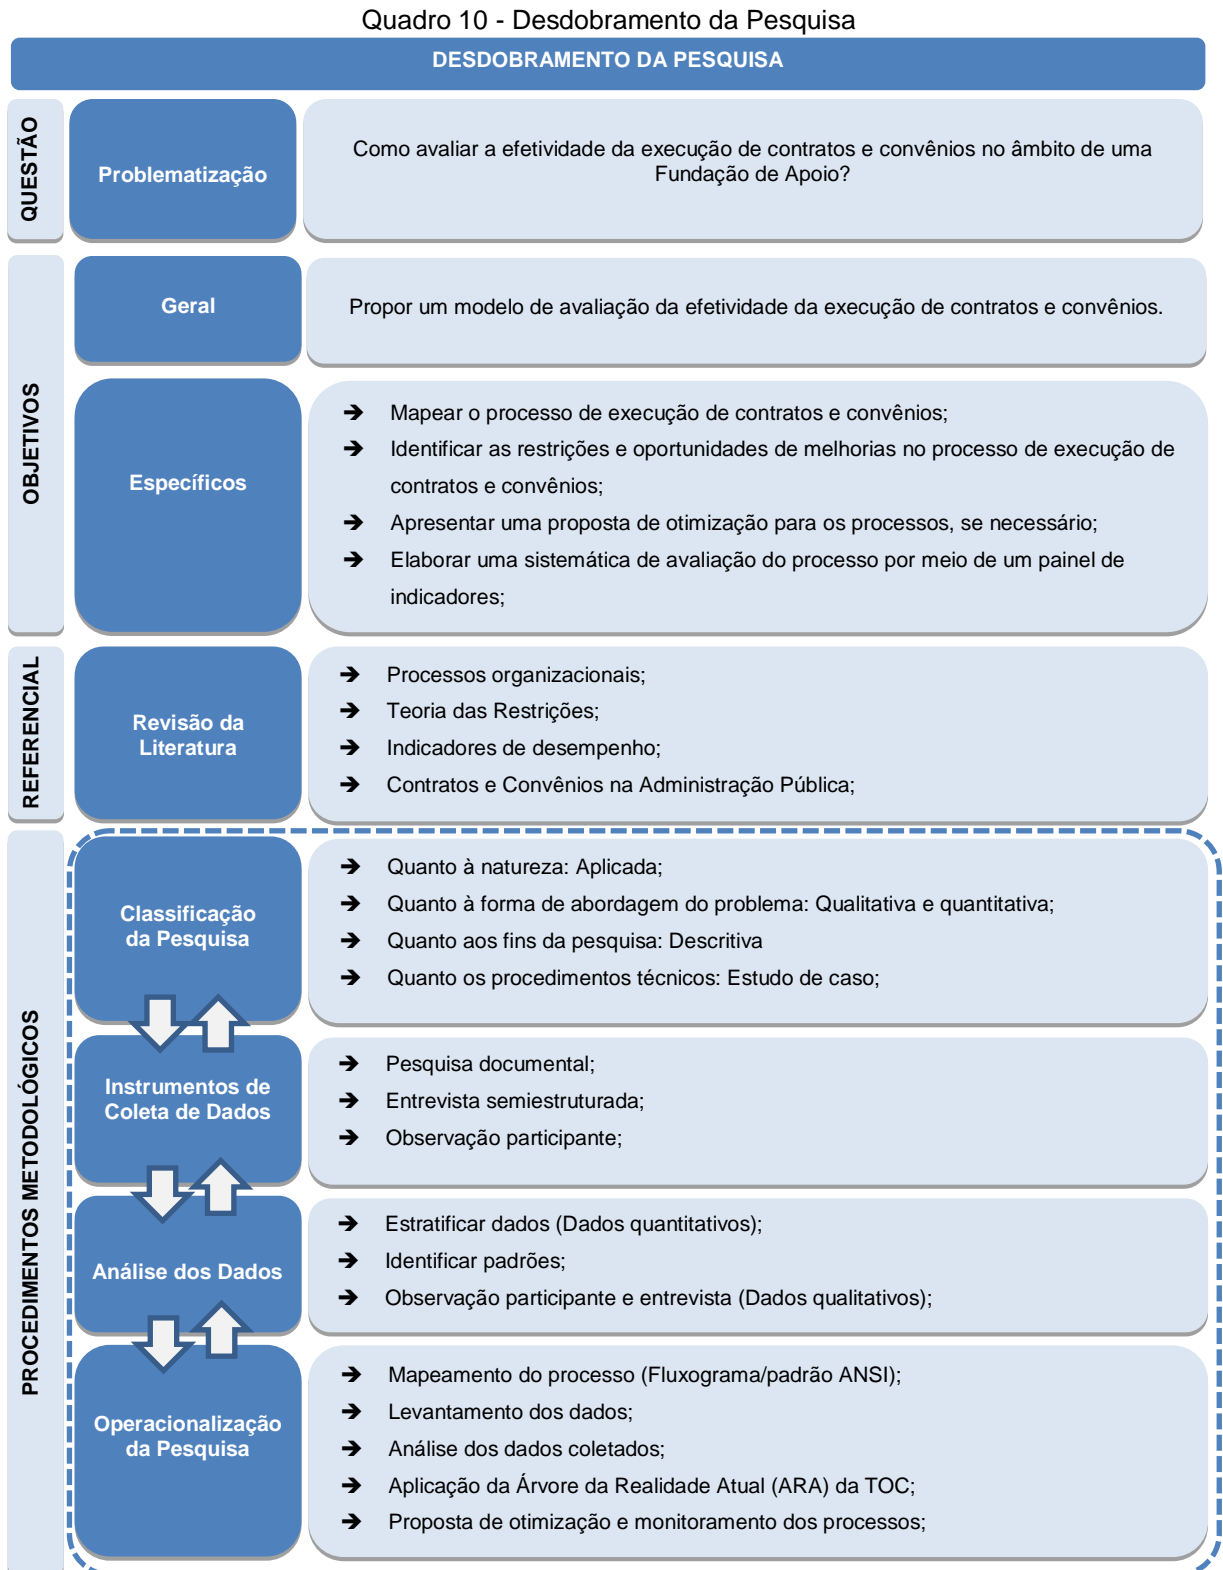 Quadro 10 - Desdobramento da Pesquisa
DESDOBRAMENTO DA PESQUISA
QUESTÃO
Problematização
Como avaliar a efetividade da execução de contratos e convênios no âmbito de uma
Fundação de Apoio?
OBJETIVOS
Geral
Propor um modelo de avaliação da efetividade da execução de contratos e convênios.
Específicos
➔ Mapear o processo de execução de contratos e convênios;
➔ Identificar as restrições e oportunidades de melhorias no processo de execução de
contratos e convênios;
➔ Apresentar uma proposta de otimização para os processos, se necessário;
➔ Elaborar uma sistemática de avaliação do processo por meio de um painel de
indicadores;
REFERENCIAL
Revisão da
Literatura
➔ Processos organizacionais;
➔ Teoria das Restrições;
➔ Indicadores de desempenho;
➔ Contratos e Convênios na Administração Pública;
PROCEDIMENTOS METODOLÓGICOS
Classificação
da Pesquisa
➔ Quanto à natureza: Aplicada;
➔ Quanto à forma de abordagem do problema: Qualitativa e quantitativa;
➔ Quanto aos fins da pesquisa: Descritiva
➔ Quanto os procedimentos técnicos: Estudo de caso;
Instrumentos de
Coleta de Dados
➔ Pesquisa documental;
➔ Entrevista semiestruturada;
➔ Observação participante;
Análise dos Dados
➔ Estratificar dados (Dados quantitativos);
➔ Identificar padrões;
➔ Observação participante e entrevista (Dados qualitativos);
Operacionalização
da Pesquisa
➔ Mapeamento do processo (Fluxograma/padrão ANSI);
➔ Levantamento dos dados;
➔ Análise dos dados coletados;
➔ Aplicação da Árvore da Realidade Atual (ARA) da TOC;
➔ Proposta de otimização e monitoramento dos processos;